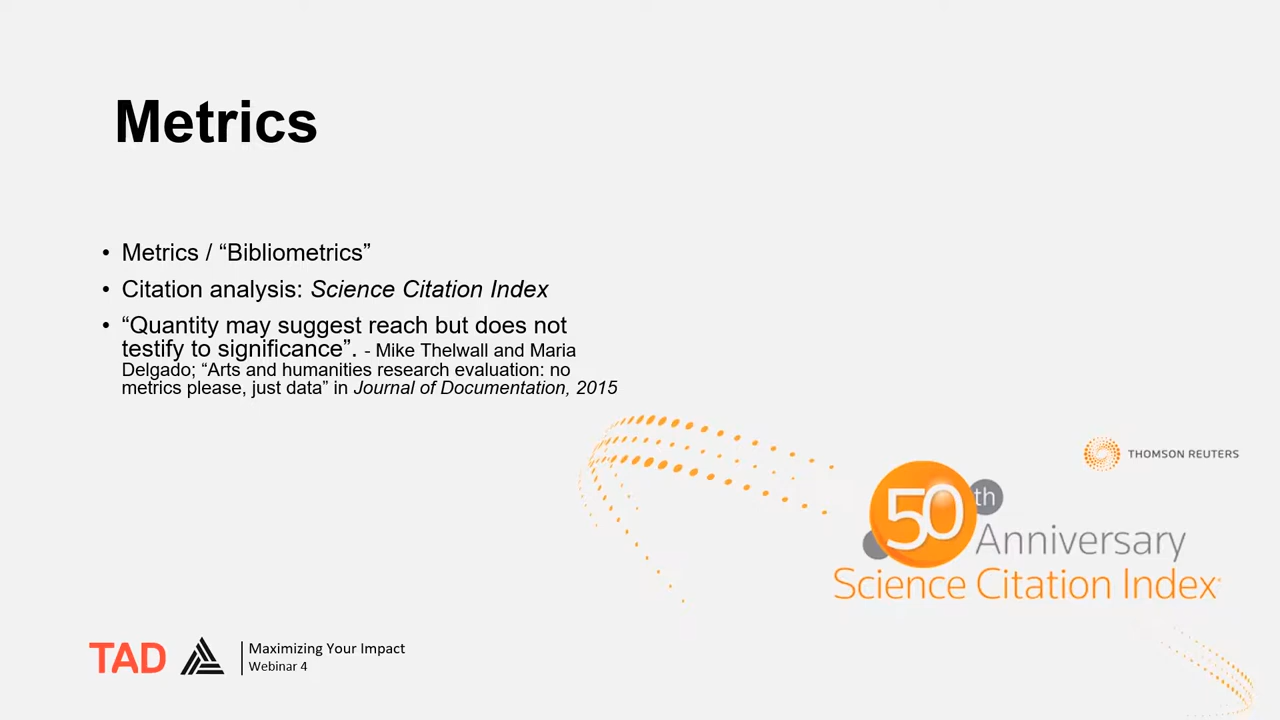 Metrics
• Metrics / “Bibliometrics”
• Citation analysis: Science Citation Index
• “Quantity may suggest reach but does not
testify to significance”. - Mike Thelwall and Maria
Delgado; “Arts and humanities research evaluation: no
metrics please, just data” in Journal of Documentation, 2015
THOMSON REUTERS
50th
Anniversary
Science Citation Index
TAD
Maximizing Your Impact
Webinar 4